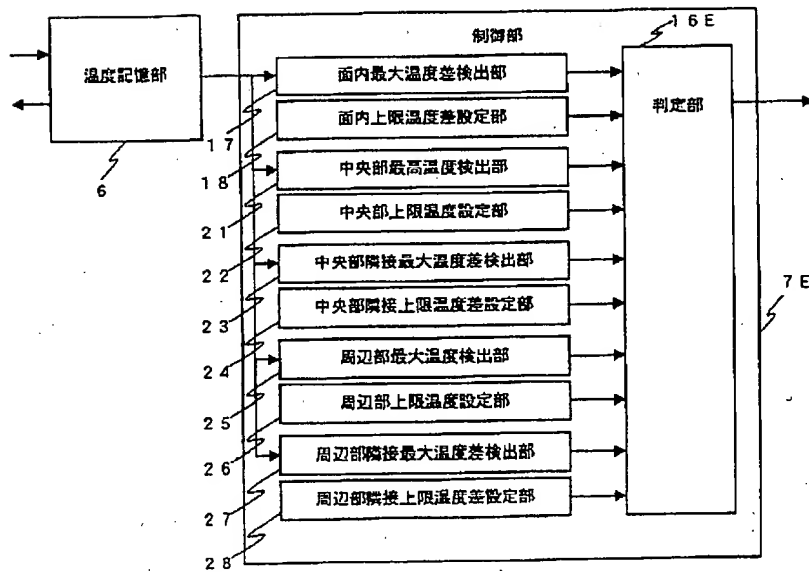 16E
制御部
温度記憶部
面内最大温度差検出部
判定部
17
面内上限温度差設定部
6
18
中央部最高温度検出部
21
中央部上限温度設定部
22
中央部隣接最大温度差検出部
7E
23
中央部隣接上限温度差設定部
24
周辺部最大温度検出部
25
周辺部上限温度設定部
26
周辺部隣接最大温度差検出部
27
周辺部隣接上限温度差設定部
28